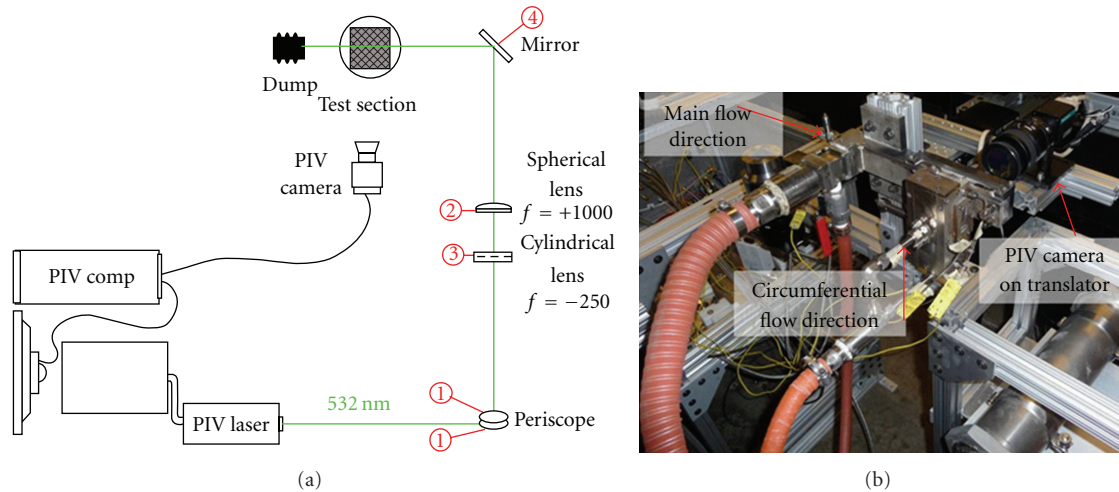 ④
Mirror
Dump
Test section
PIV
camera
Spherical
lens
②
f = +1000
③
Cylindrical
lens
f = −250
PIV comp
532 nm
①
Periscope
①
PIV laser
(a)
Main flow
direction
PIV camera
on translator
Circumferential
flow direction
(b)